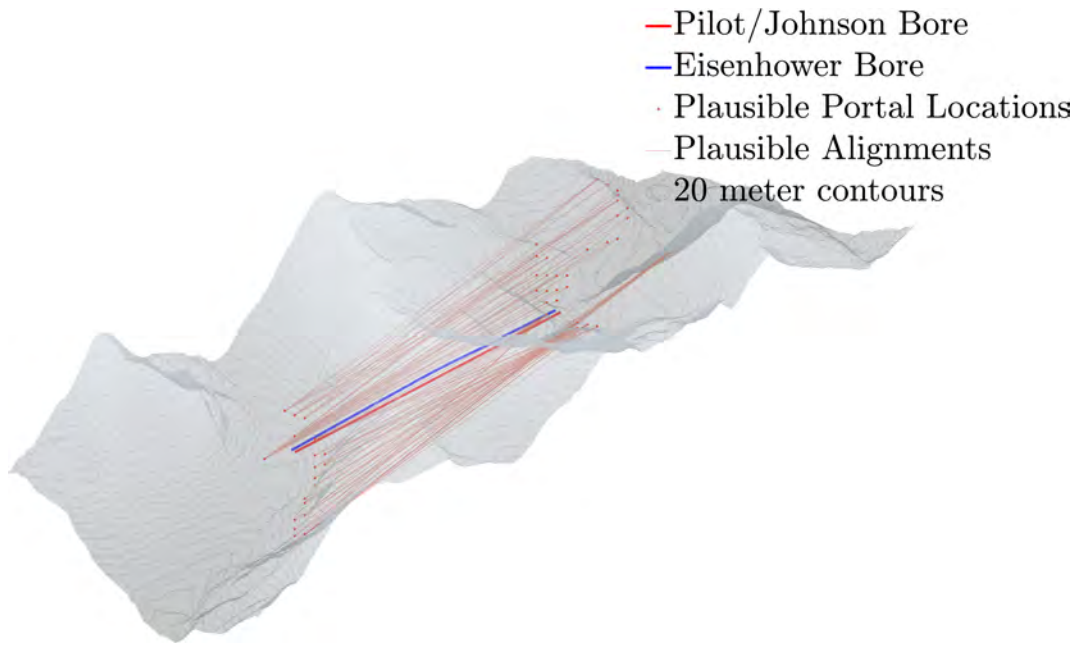 Pilot/Johnson Bore
Eisenhower Bore
Plausible Portal Locations
Plausible Alignments
20 meter contours